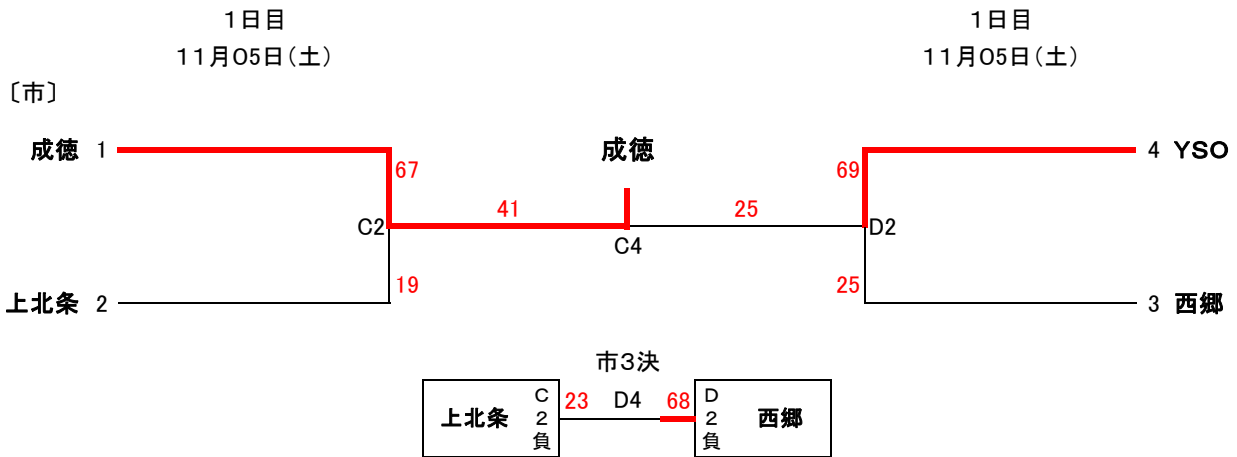 1日目 1日目
11月05日(土) 11月05日(土)
〔市〕
成徳 1 成徳 4 YSO
67 69
41 25
C2 D2
C4
19 25
上北条 2 3 西郷
市3決
上北条 C2負 23 D4 68 D2負 西郷